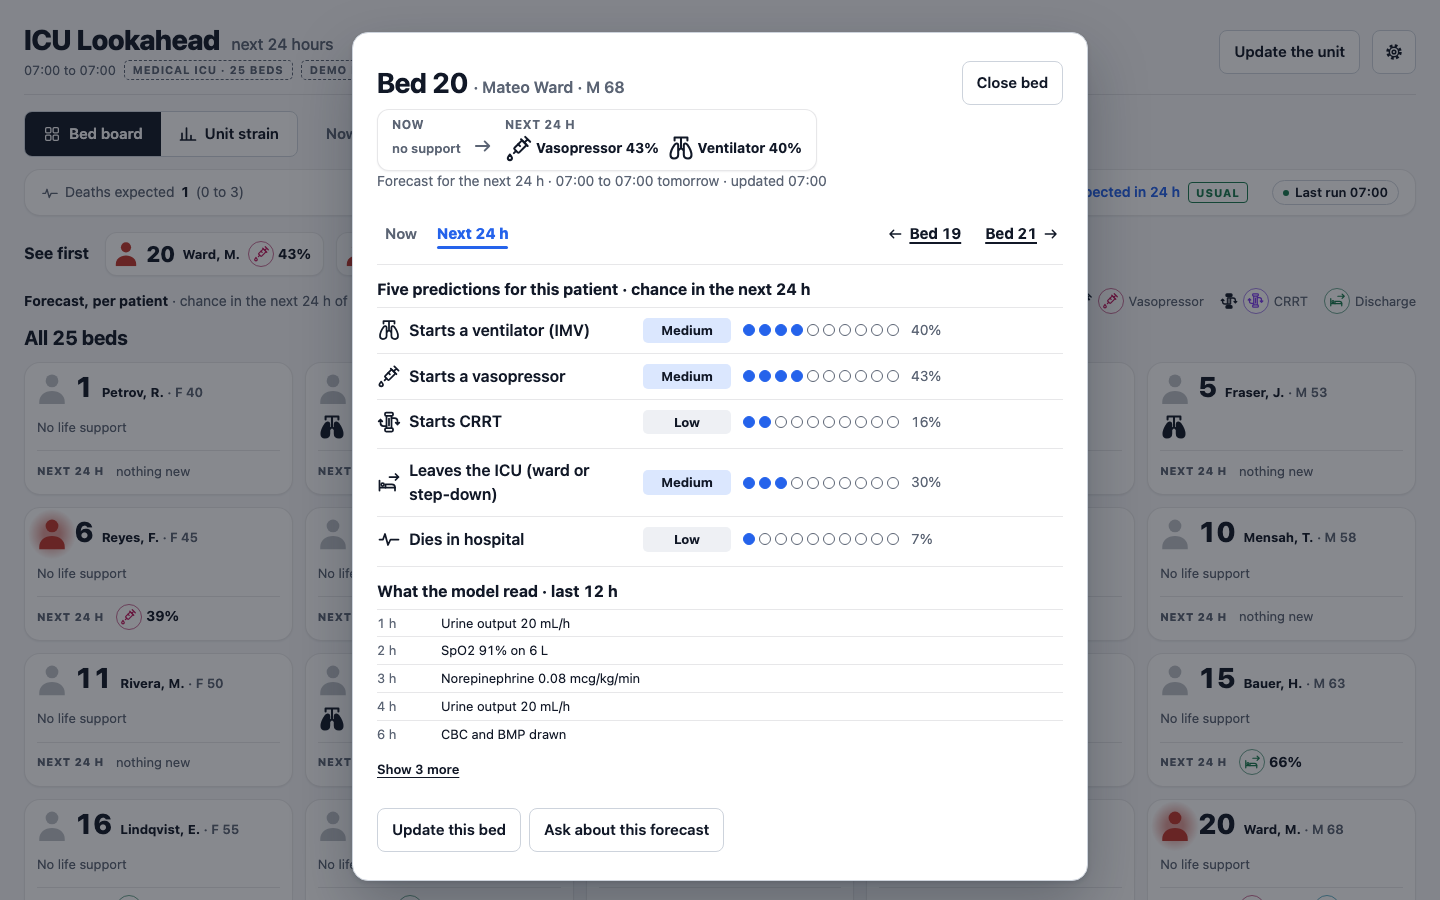 ICU Lookahead next 24 hours
07:00 to 07:00 MEDICAL ICU · 25 BEDS DEMO
Update the unit
Bed board Unit strain Now
Deaths expected 1 (0 to 3)
expected in 24 h USUAL Last run 07:00
See first 20 Ward, M. 43%
Forecast, per patient · chance in the next 24 h of
Vasopressor CRRT Discharge
All 25 beds
1 Petrov, R. · F 40
No life support
NEXT 24 H nothing new
5 Fraser, J. · M 53
NEXT 24 H nothing new
6 Reyes, F. · F 45
No life support
NEXT 24 H 39%
10 Mensah, T. · M 58
No life support
NEXT 24 H nothing new
11 Rivera, M. · F 50
No life support
NEXT 24 H nothing new
15 Bauer, H. · M 63
No life support
NEXT 24 H 66%
16 Lindqvist, E. · F 55
No life support
20 Ward, M. · M 68
No life support
Bed 20 · Mateo Ward · M 68
Close bed
NOW NEXT 24 H
no support → Vasopressor 43% Ventilator 40%
Forecast for the next 24 h · 07:00 to 07:00 tomorrow · updated 07:00
Now Next 24 h ← Bed 19 Bed 21 →
Five predictions for this patient · chance in the next 24 h
Starts a ventilator (IMV) Medium 40%
Starts a vasopressor Medium 43%
Starts CRRT Low 16%
Leaves the ICU (ward or
step-down) Medium 30%
Dies in hospital Low 7%
What the model read · last 12 h
1 h Urine output 20 mL/h
2 h SpO2 91% on 6 L
3 h Norepinephrine 0.08 mcg/kg/min
4 h Urine output 20 mL/h
6 h CBC and BMP drawn
Show 3 more
Update this bed Ask about this forecast